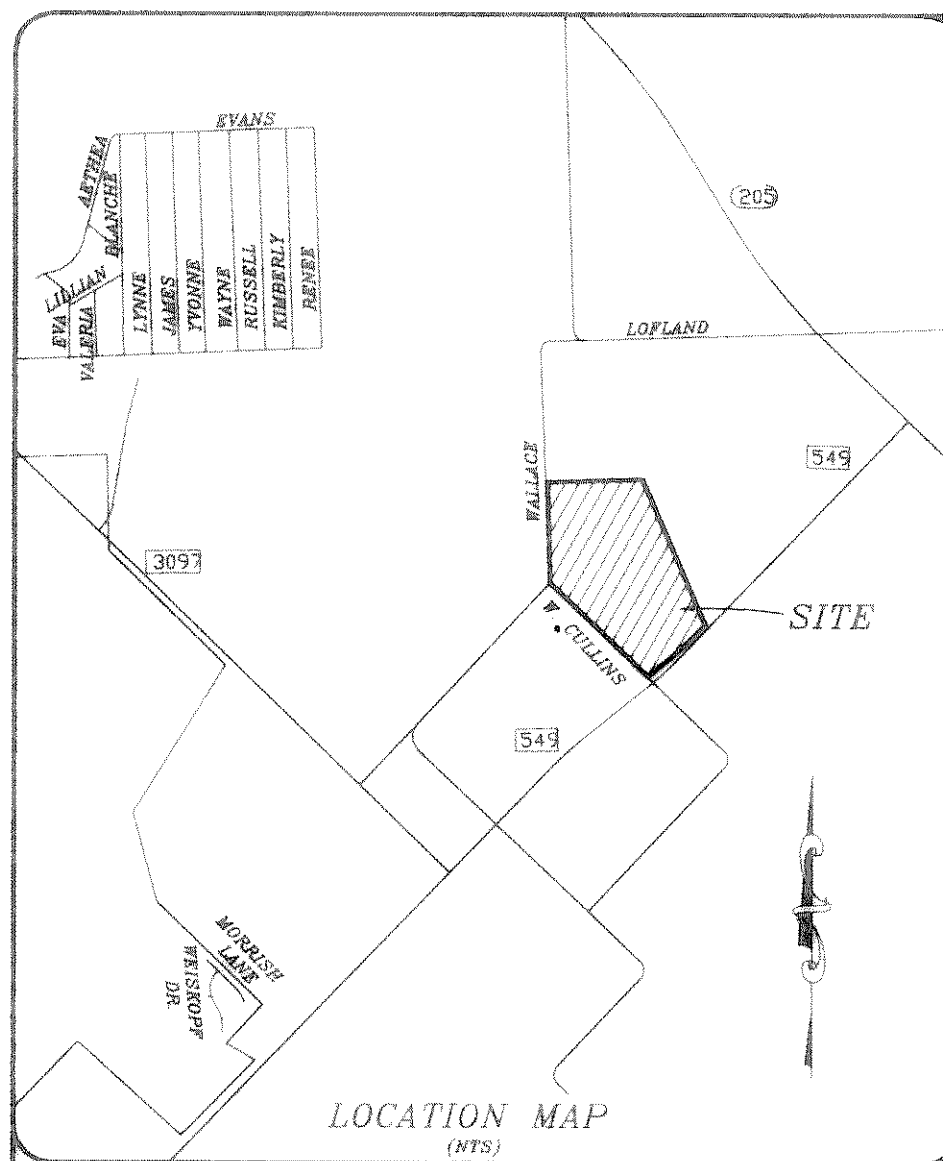 EVANS
AETHEA
BLANCHE
LILLIAN
EVA
VALERIA
LYNNE
JAMES
YVONNE
WAYNE
RUSSELL
KIMBERLY
RENEE
205
LOFLAND
WALLACE
549
3097
SITE
W. CULLINS
549
MORRISH
LANE
WEISKOPF
DR.
LOCATION MAP
(NTS)